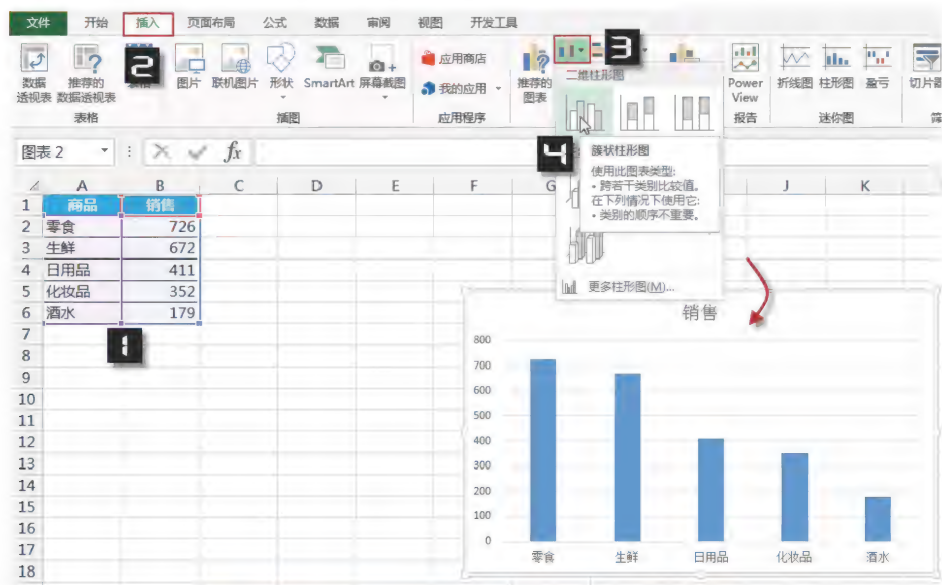 文件 开始 插入 页面布局 公式 数据 审阅 视图 开发工具
2 3
应用商店
二维柱形图
数据 推荐的 图片 联机图片 形状 SmartArt 屏幕截图 我的应用 推荐的 Power 折线图 柱形图 盈亏
透视表 数据透视表 图表 View
表格 插图 应用程序 报告 迷你图
图表 2 fx 4 簇状柱形图
使用此图表类型:
• 跨若干类别比较值。
在下列情况下使用它:
• 类别的顺序不重要。
A B C D E F G J K
1 商品 销售
2 零食 726
3 生鲜 672
4 日用品 411
5 化妆品 352
6 酒水 179
更多柱形图(M)...
7
1
8
9
10
11
12
13
14
15
16
17
18
销售
800
700
600
500
400
300
200
100
0
零食 生鲜 日用品 化妆品 酒水